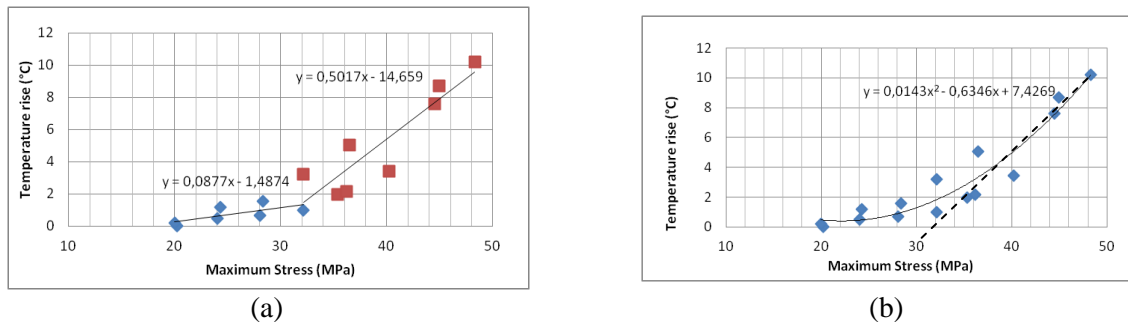 12
10
8
6
4
2
0
10 20 30 40 50
Temperature rise (°C)
Maximum Stress (MPa)
y = 0,5017x - 14,659
y = 0,0877x - 1,4874
(a)
12
10
8
6
4
2
0
10 20 30 40 50
Temperature rise (°C)
Maximum Stress (MPa)
y = 0,0143x² - 0,6346x + 7,4269
(b)